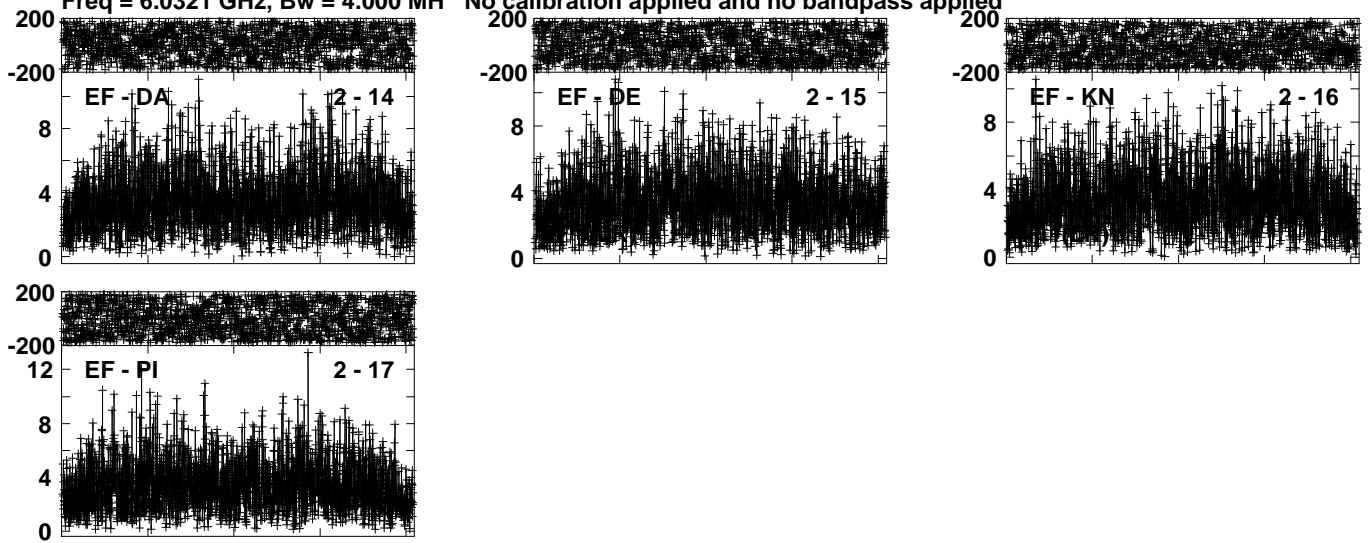 Freq = 6.0321 GHz, Bw = 4.000 MH No calibration applied and no bandpass applied
200 200 200
-200 -200 -200
EF - DA 2 - 14 EF - DE 2 - 15 EF - KN 2 - 16
8 8 8
4 4 4
0 0 0
200
-200
12 EF - PI 2 - 17
8
4
0